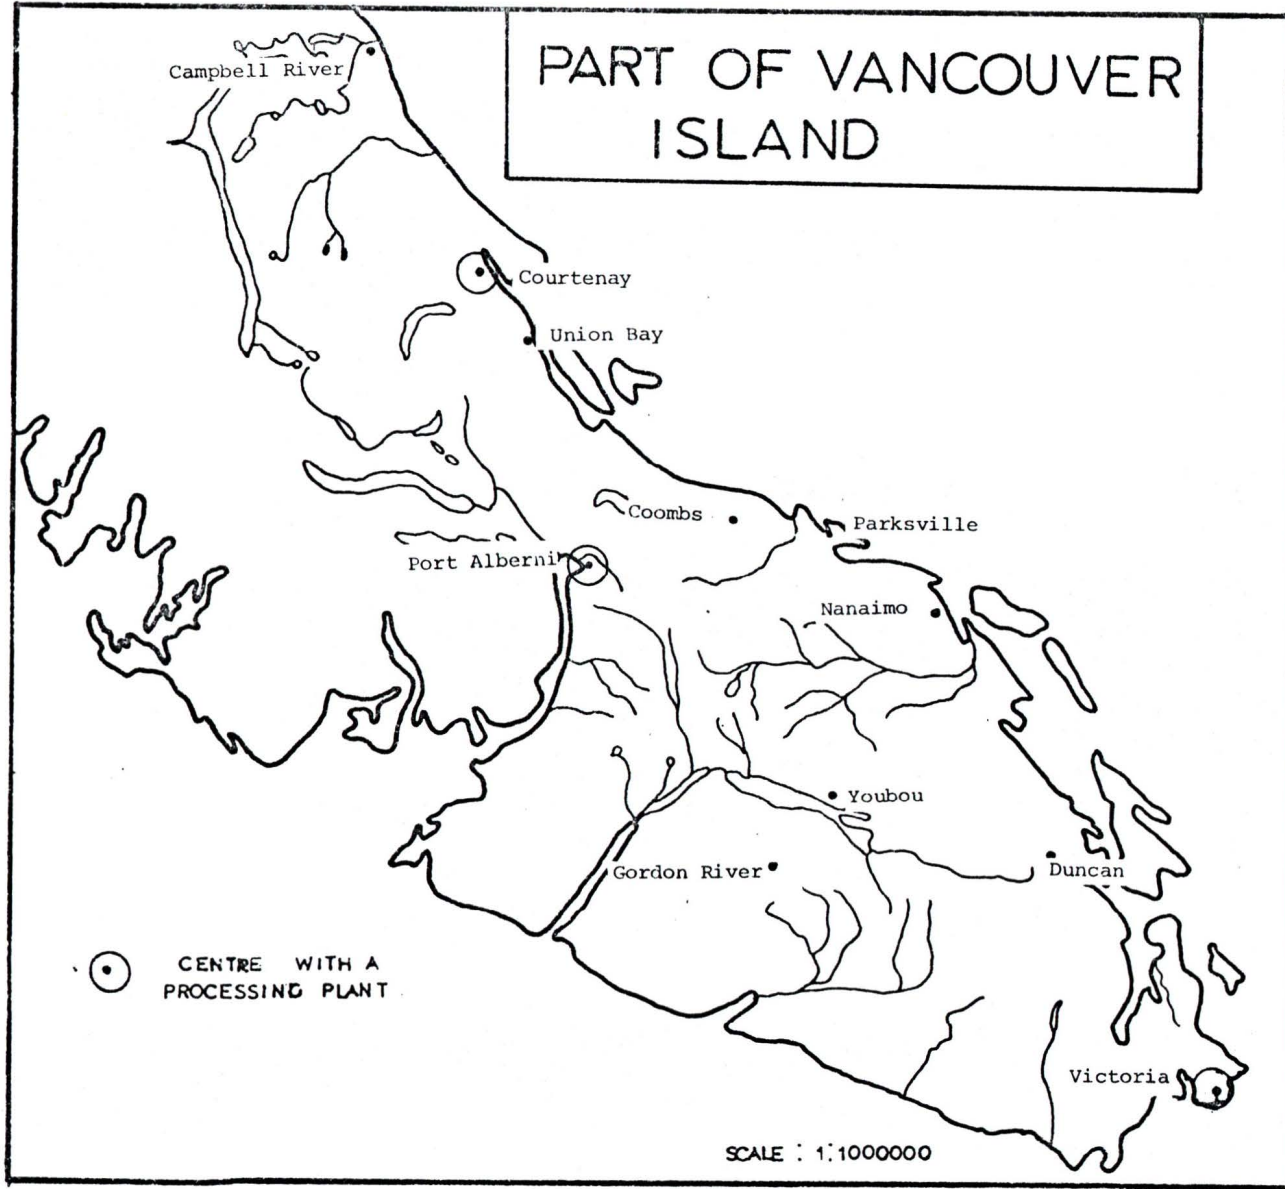 PART OF VANCOUVER
ISLAND
Campbell River
Courtenay
Union Bay
Coombs
Parksville
Port Alberni
Nanaimo
Youbou
Gordon River
Duncan
CENTRE WITH A
PROCESSING PLANT
Victoria
SCALE : 1:1000000